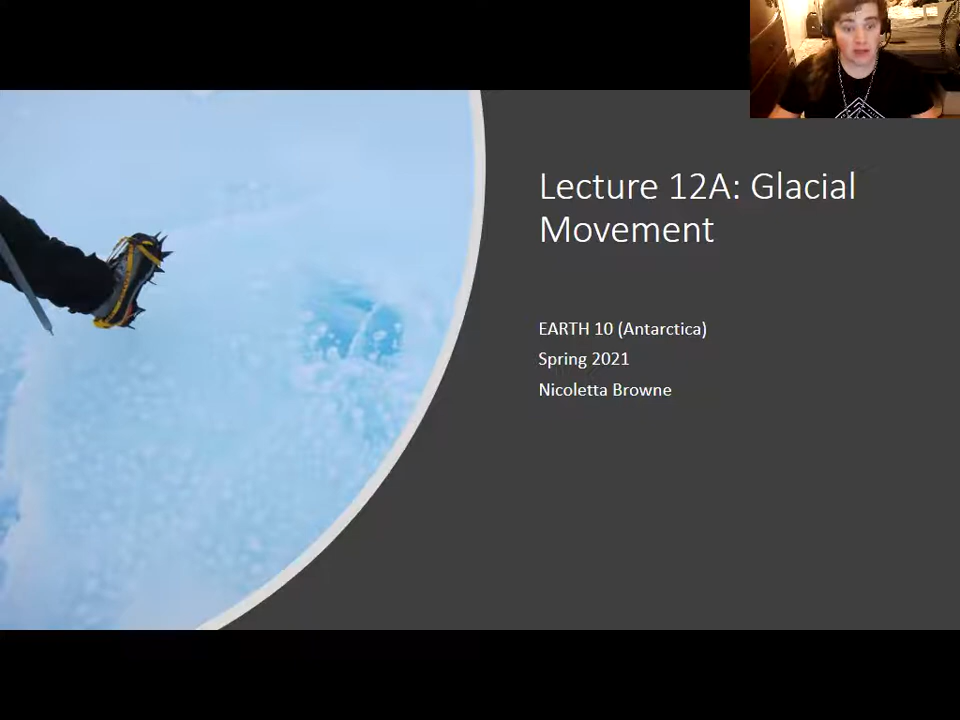 Lecture 12A: Glacial
Movement
EARTH 10 (Antarctica)
Spring 2021
Nicoletta Browne